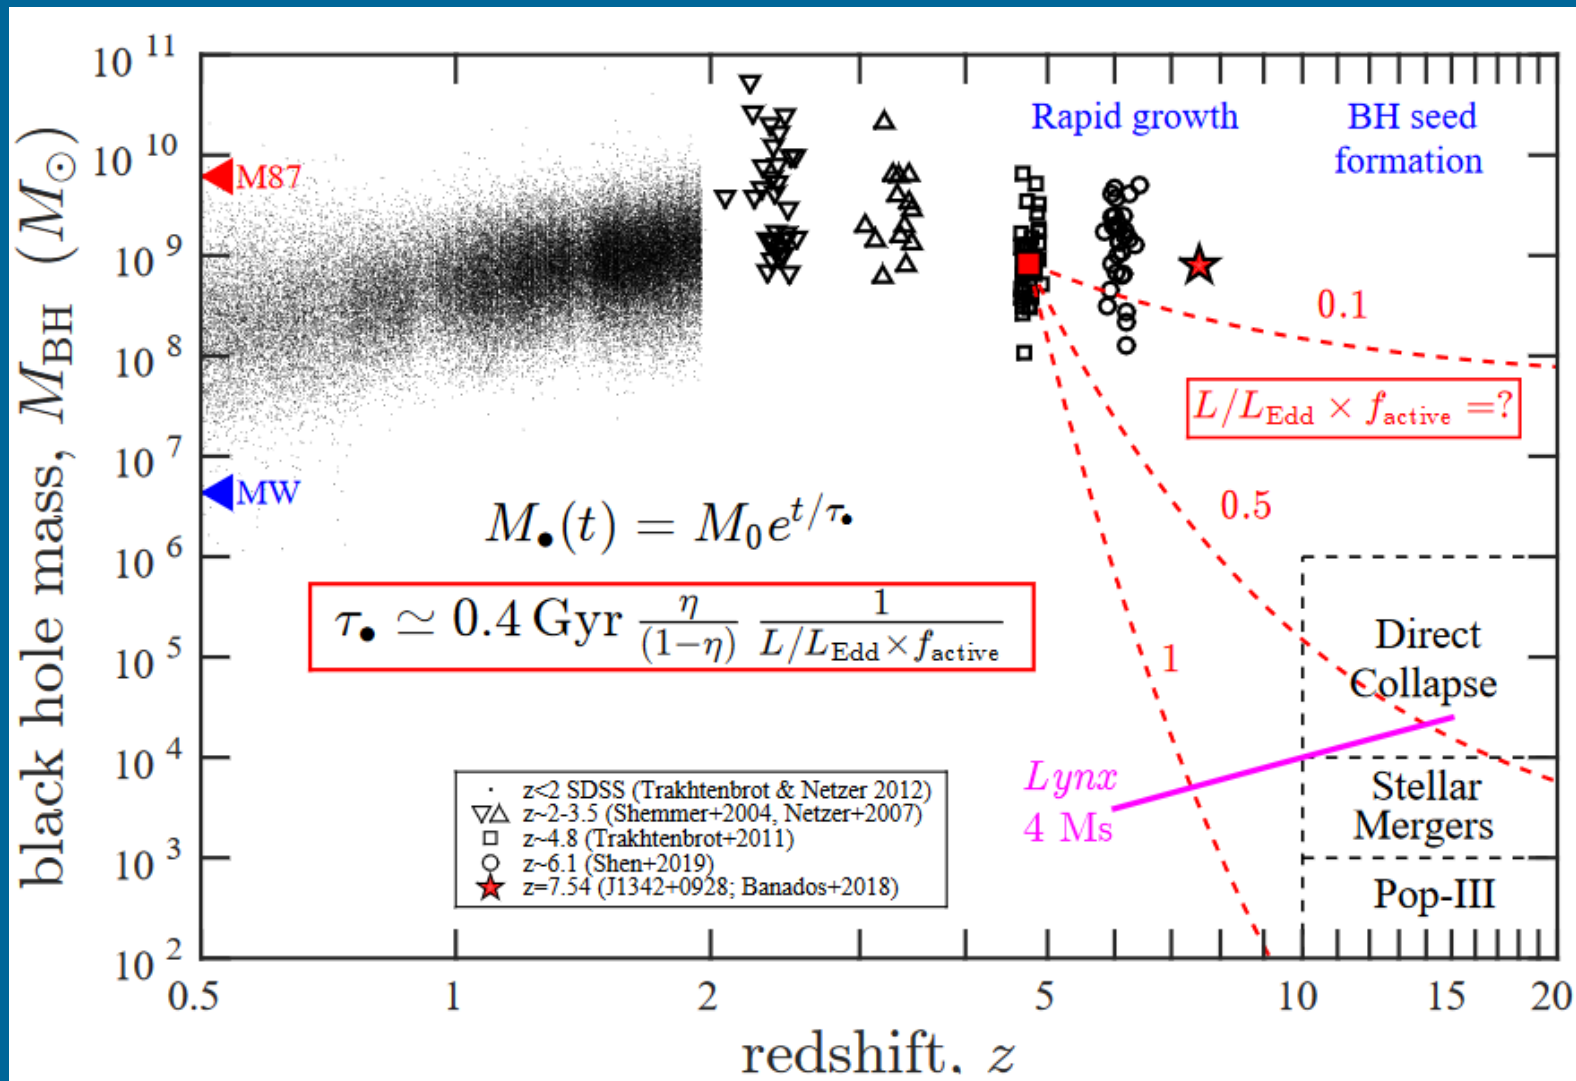 black hole mass, M_BH (M_⊙)
10^11
10^10
10^9
10^8
10^7
10^6
10^5
10^4
10^3
10^2
M87
MW
Rapid growth
BH seed
formation
0.1
L/L_Edd × f_active =?
0.5
1
M_•(t) = M_0 e^{t/τ_•}
τ_• ≃ 0.4 Gyr η/(1−η) 1/(L/L_Edd×f_active)
Direct
Collapse
Lynx
4 Ms
Stellar
Mergers
Pop-III
z<2 SDSS (Trakhtenbrot & Netzer 2012)
z~2-3.5 (Shemmer+2004, Netzer+2007)
z~4.8 (Trakhtenbrot+2011)
z~6.1 (Shen+2019)
z=7.54 (J1342+0928; Banados+2018)
0.5 1 2 5 10 15 20
redshift, z